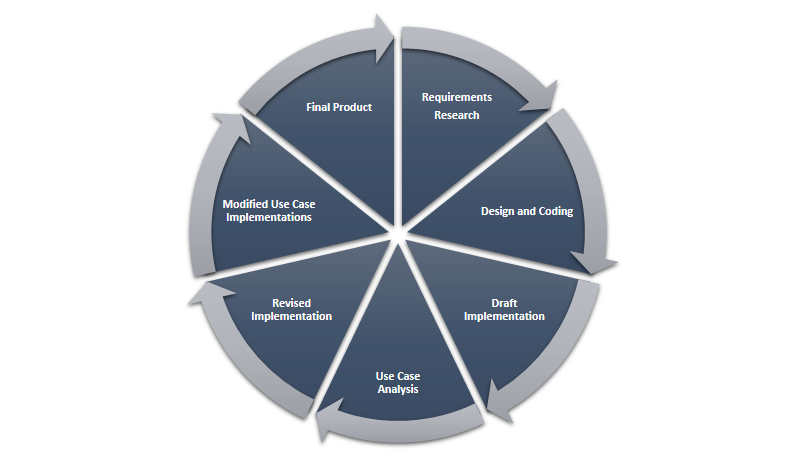 Requirements
Research
Design and Coding
Draft
Implementation
Use Case
Analysis
Revised
Implementation
Modified Use Case
Implementations
Final Product